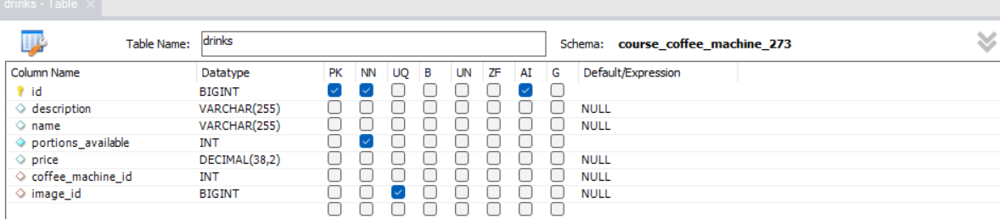 drinks - Table ×
Table Name: drinks Schema: course_coffee_machine_273
Column Name Datatype PK NN UQ B UN ZF AI G Default/Expression
id BIGINT
description VARCHAR(255) NULL
name VARCHAR(255) NULL
portions_available INT
price DECIMAL(38,2) NULL
coffee_machine_id INT NULL
image_id BIGINT NULL